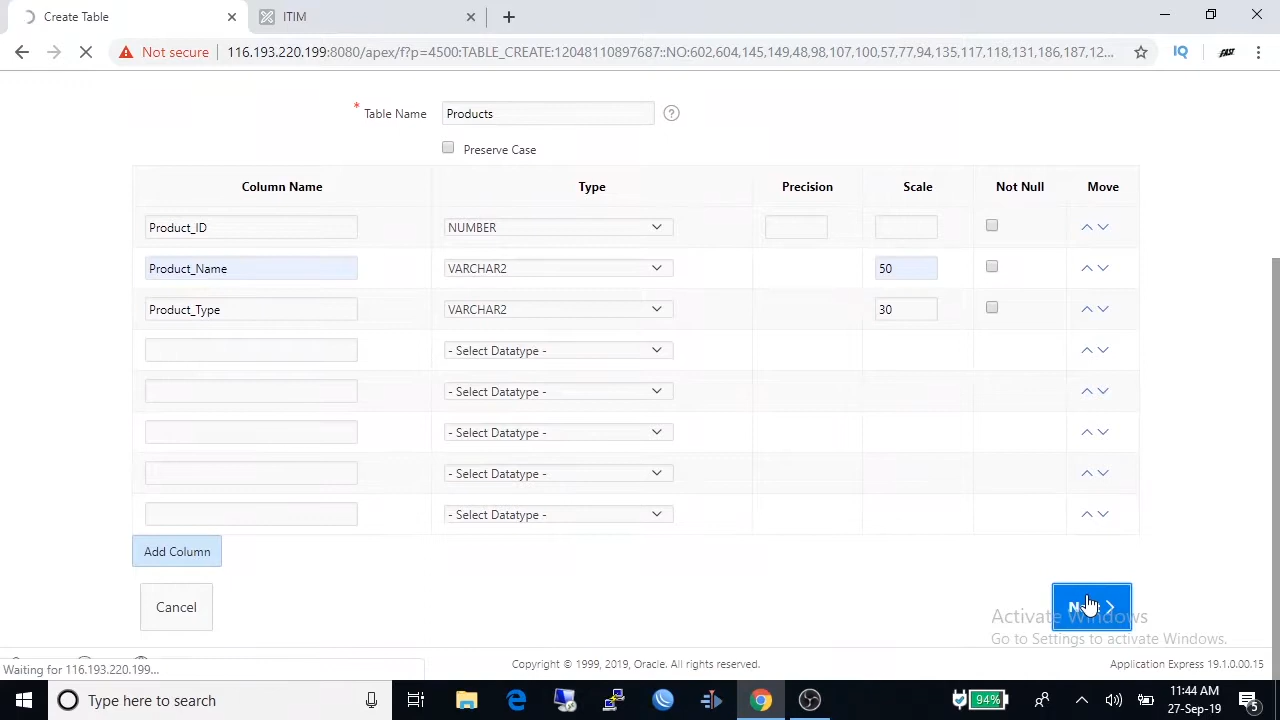 Create Table
ITIM
Not secure
116.193.220.199:8080/apex/f?p=4500:TABLE_CREATE:12048110897687::NO:602,604,145,149,48,98,107,100,57,77,94,135,117,118,131,186,187,12...
IQ
FAST
* Table Name Products ?
Preserve Case
Column Name Type Precision Scale Not Null Move
Product_ID NUMBER
Product_Name VARCHAR2 50
Product_Type VARCHAR2 30
- Select Datatype -
- Select Datatype -
- Select Datatype -
- Select Datatype -
- Select Datatype -
Add Column
Cancel
Activate Windows
Go to Settings to activate Windows.
Waiting for 116.193.220.199...
Copyright © 1999, 2019, Oracle. All rights reserved.
Application Express 19.1.0.00.15
Type here to search
94%
11:44 AM
27-Sep-19
5